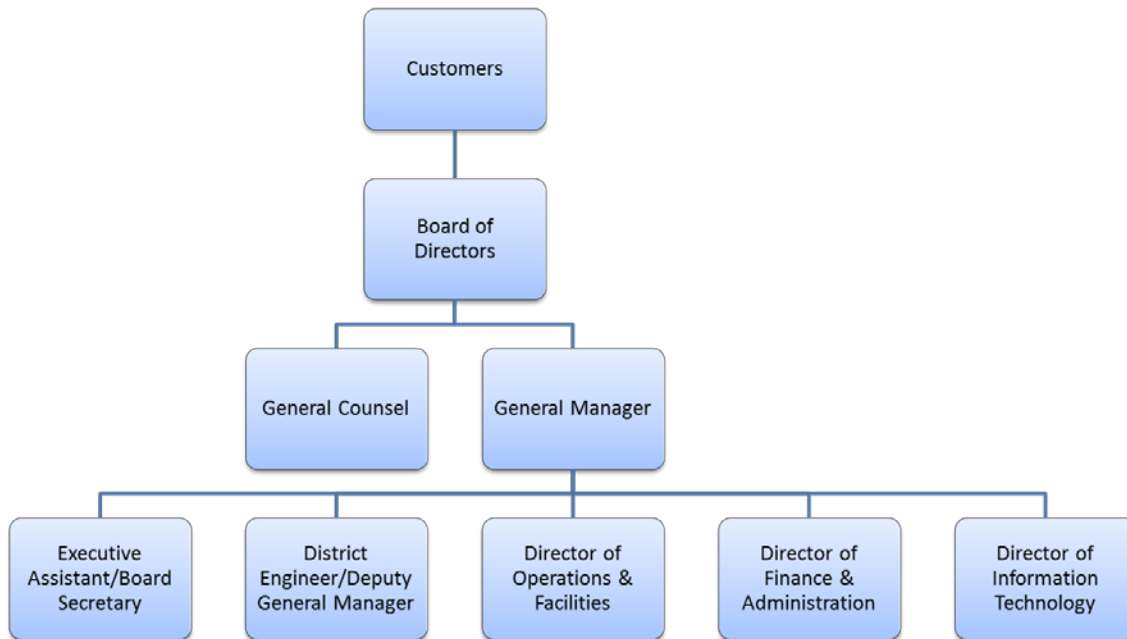 Customers
Board of
Directors
General Counsel
General Manager
Executive
Assistant/Board
Secretary
District
Engineer/Deputy
General Manager
Director of
Operations &
Facilities
Director of
Finance &
Administration
Director of
Information
Technology